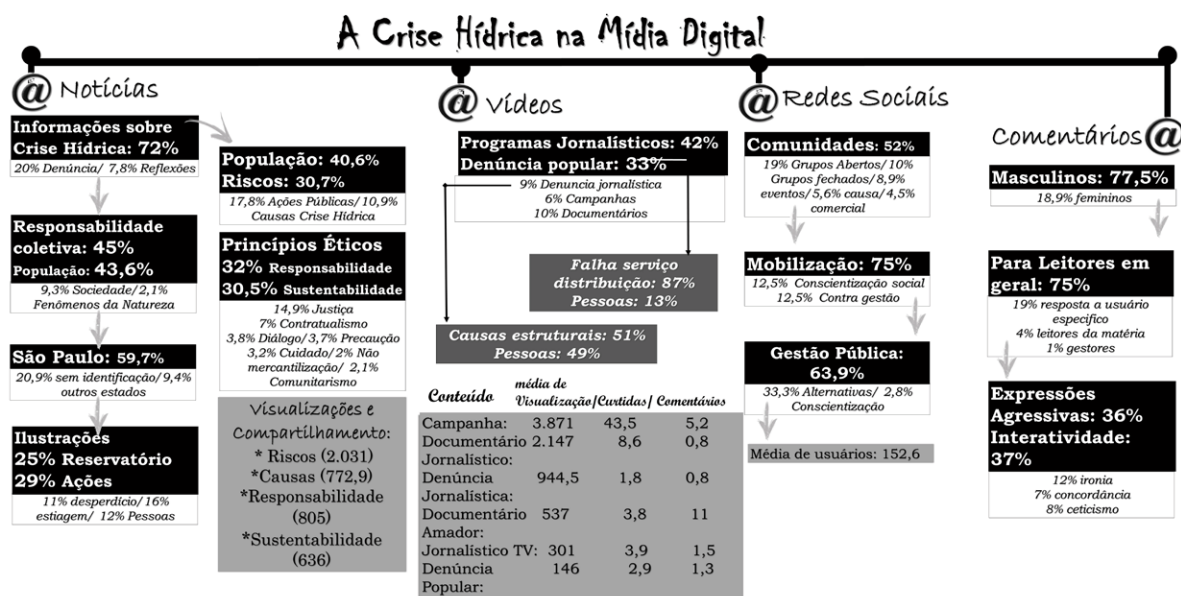 A Crise Hídrica na Mídia Digital
@ Notícias
Informações sobre
Crise Hídrica: 72%
20% Denúncia/ 7,8% Reflexões
Responsabilidade
coletiva: 45%
População: 43,6%
9,3% Sociedade/ 2,1%
Fenômenos da Natureza
São Paulo: 59,7%
20,9% sem identificação/ 9,4%
outros estados
Ilustrações
25% Reservatório
29% Ações
11% desperdício/ 16%
estiagem/ 12% Pessoas
População: 40,6%
Riscos: 30,7%
17,8% Ações Públicas/ 10,9%
Causas Crise Hídrica
Princípios Éticos
32% Responsabilidade
30,5% Sustentabilidade
14,9% Justiça
7% Contratualismo
3,8% Diálogo/ 3,7% Precaução
3,2% Cuidado/ 2% Não
mercantilização/ 2,1%
Comunitarismo
Visualizações e
Compartilhamento:
* Riscos (2.031)
*Causas (772,9)
*Responsabilidade
(805)
*Sustentabilidade
(636)
@ Vídeos
Programas Jornalísticos: 42%
Denúncia popular: 33%
9% Denuncia jornalística
6% Campanhas
10% Documentários
Falha serviço
distribuição: 87%
Pessoas: 13%
Causas estruturais: 51%
Pessoas: 49%
Conteúdo média de
Visualização/Curtidas/ Comentários
Campanha: 3.871 43,5 5,2
Documentário 2.147 8,6 0,8
Jornalístico:
Denúncia 944,5 1,8 0,8
Jornalística:
Documentário 537 3,8 11
Amador:
Jornalístico TV: 301 3,9 1,5
Denúncia 146 2,9 1,3
Popular:
@ Redes Sociais
Comunidades: 52%
19% Grupos Abertos/ 10%
Grupos fechados/ 8,9%
eventos/ 5,6% causa/ 4,5%
comercial
Mobilização: 75%
12,5% Conscientização social
12,5% Contra gestão
Gestão Pública:
63,9%
33,3% Alternativas/ 2,8%
Conscientização
Média de usuários: 152,6
Comentários @
Masculinos: 77,5%
18,9% femininos
Para Leitores em
geral: 75%
19% resposta a usuário
especifico
4% leitores da matéria
1% gestores
Expressões
Agressivas: 36%
Interatividade:
37%
12% ironia
7% concordância
8% ceticismo